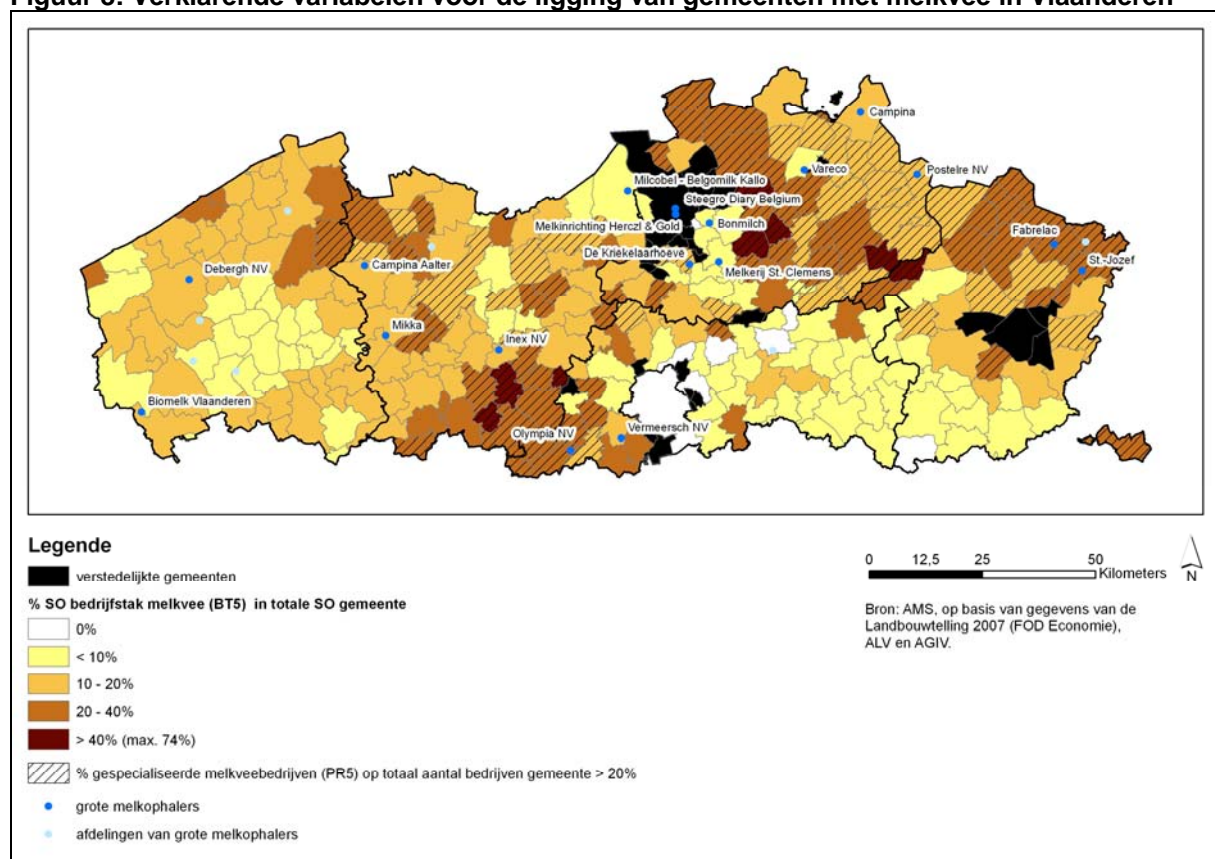 Figuur 8: Verklarende variabelen voor de ligging van gemeenten met melkvee in Vlaanderen
Campina
Vareco
Postelre NV
Milcobel - Belgomilk Kallo
Steegro Diary Belgium
Melkinrichting Herczl & Gold
Bonmilch
Fabrelac
De Kriekelaarhoeve
St.-Jozef
Debergh NV
Campina Aalter
Melkerij St. Clemens
Mikka
Inex NV
Biomelk Vlaanderen
Olympia NV
Vermeersch NV
Legende
verstedelijkte gemeenten
% SO bedrijfstak melkvee (BT5) in totale SO gemeente
0%
< 10%
10 - 20%
20 - 40%
> 40% (max. 74%)
% gespecialiseerde melkveebedrijven (PR5) op totaal aantal bedrijven gemeente > 20%
grote melkophalers
afdelingen van grote melkophalers
0 12,5 25 50
Kilometers
N
Bron: AMS, op basis van gegevens van de
Landbouwtelling 2007 (FOD Economie),
ALV en AGIV.